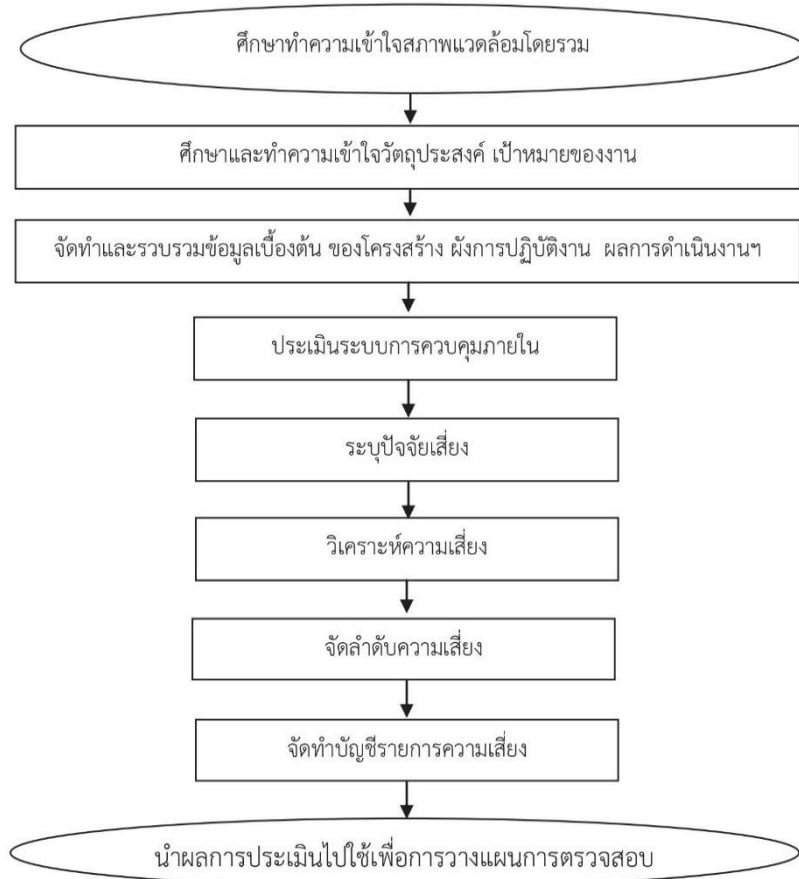 ศึกษาทำความเข้าใจสภาพแวดล้อมโดยรวม
ศึกษาและทำความเข้าใจวัตถุประสงค์ เป้าหมายของงาน
จัดทำและรวบรวมข้อมูลเบื้องต้น ของโครงสร้าง ผังการปฏิบัติงาน ผลการดำเนินงานฯ
ประเมินระบบการควบคุมภายใน
ระบุปัจจัยเสี่ยง
วิเคราะห์ความเสี่ยง
จัดลำดับความเสี่ยง
จัดทำบัญชีรายการความเสี่ยง
นำผลการประเมินไปใช้เพื่อการวางแผนการตรวจสอบ